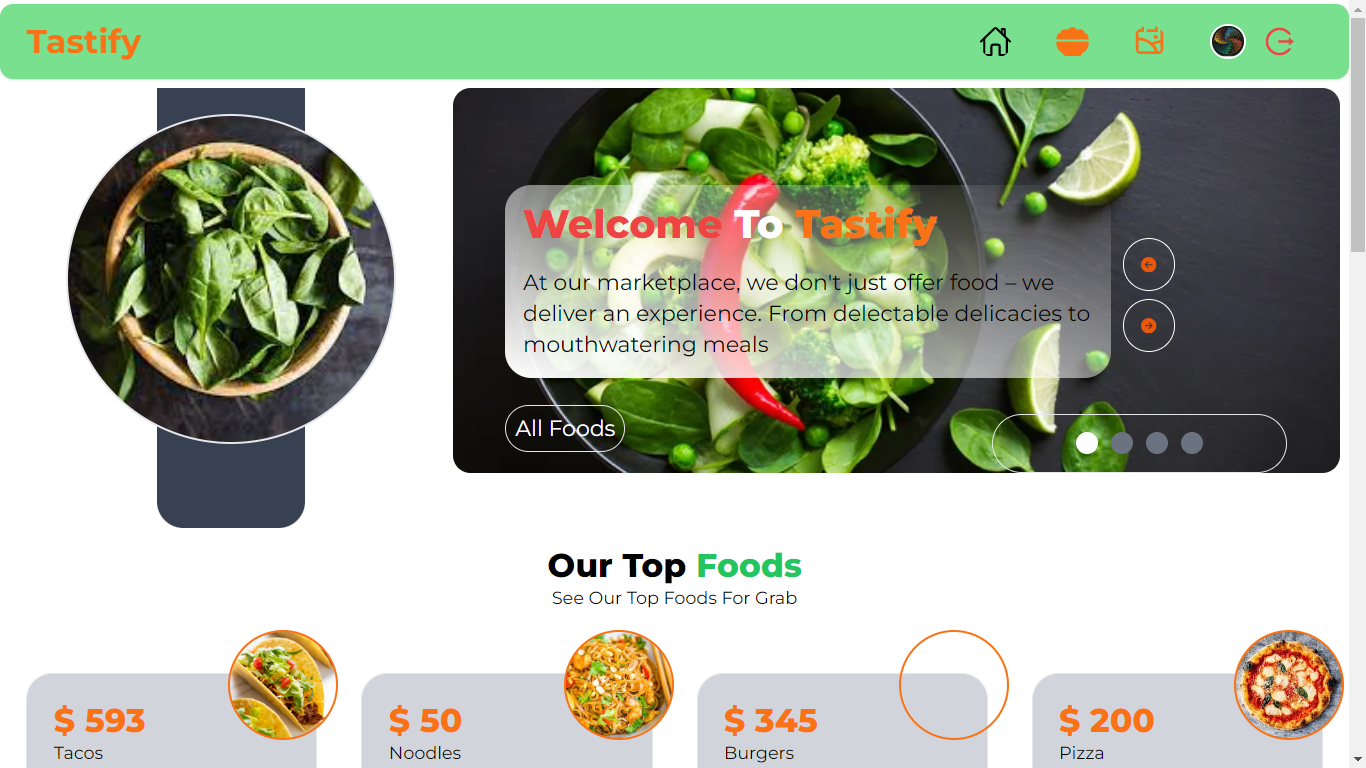 Tastify
Welcome To Tastify
At our marketplace, we don't just offer food – we
deliver an experience. From delectable delicacies to
mouthwatering meals
All Foods
Our Top Foods
See Our Top Foods For Grab
$ 593
Tacos
$ 50
Noodles
$ 345
Burgers
$ 200
Pizza